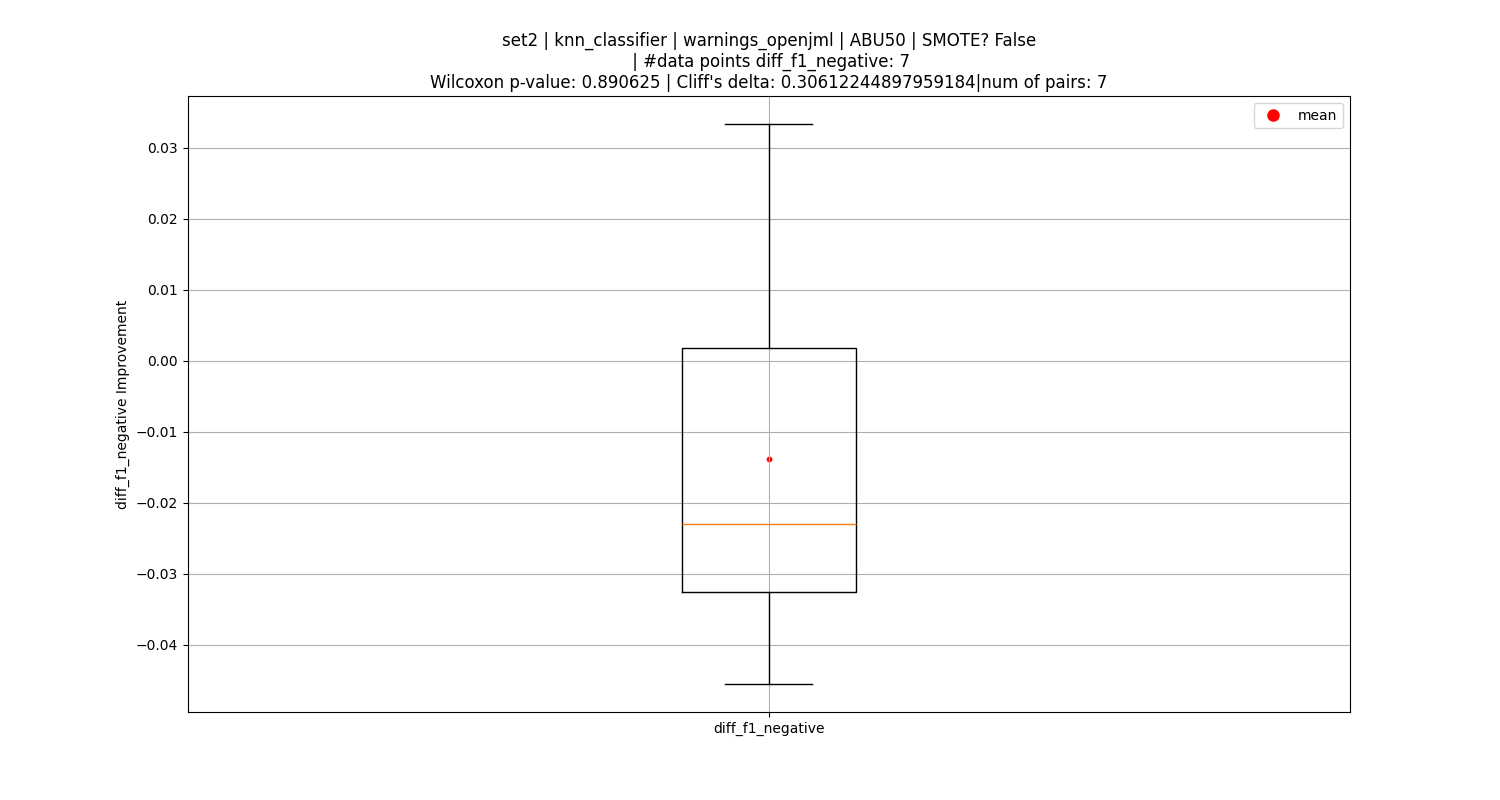 set2 | knn_classifier | warnings_openjml | ABU50 | SMOTE? False
| #data points diff_f1_negative: 7
Wilcoxon p-value: 0.890625 | Cliff's delta: 0.30612244897959184|num of pairs: 7
mean
0.03
0.02
0.01
0.00
−0.01
−0.02
−0.03
−0.04
diff_f1_negative Improvement
diff_f1_negative